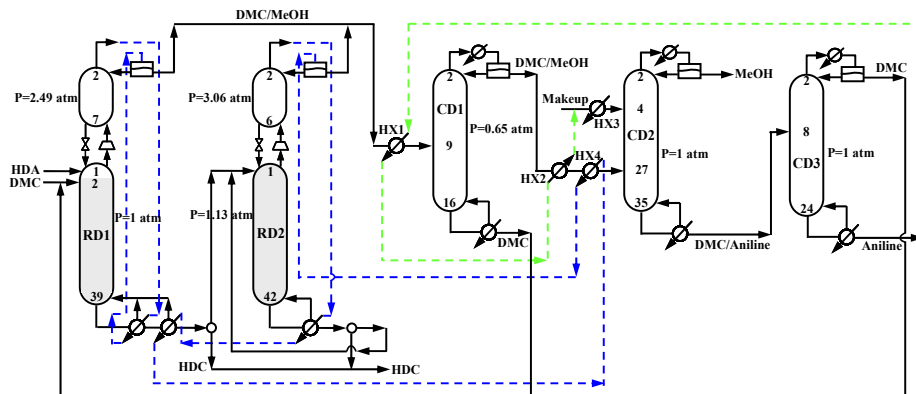 DMC/MeOH
2
P=2.49 atm
7
HDA
DMC
1
2
P=1 atm
RD1
39
HDC
2
P=3.06 atm
6
1
P=1.13 atm
RD2
42
HDC
HX1
2
CD1
P=0.65 atm
9
16
DMC
DMC/MeOH
Makeup
HX3
HX2
HX4
2
MeOH
4
CD2
P=1 atm
27
35
DMC/Aniline
2
DMC
8
P=1 atm
CD3
24
Aniline